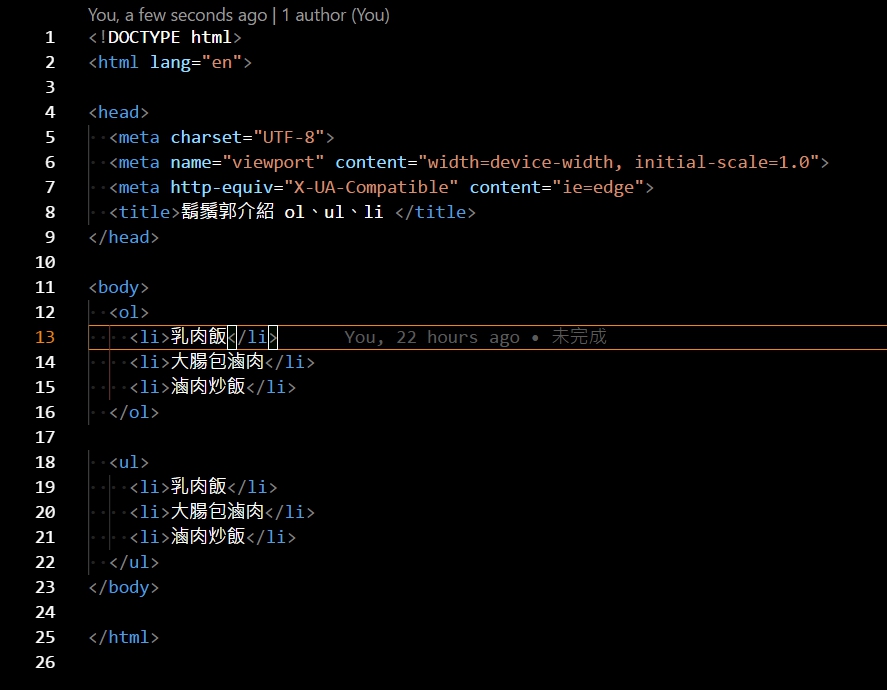 You, a few seconds ago | 1 author (You)
1 <!DOCTYPE html>
2 <html lang="en">
3
4 <head>
5 <meta charset="UTF-8">
6 <meta name="viewport" content="width=device-width, initial-scale=1.0">
7 <meta http-equiv="X-UA-Compatible" content="ie=edge">
8 <title>鬍鬚郭介紹 ol、ul、li </title>
9 </head>
10
11 <body>
12 <ol>
13 <li>乳肉飯</li> You, 22 hours ago • 未完成
14 <li>大腸包滷肉</li>
15 <li>滷肉炒飯</li>
16 </ol>
17
18 <ul>
19 <li>乳肉飯</li>
20 <li>大腸包滷肉</li>
21 <li>滷肉炒飯</li>
22 </ul>
23 </body>
24
25 </html>
26